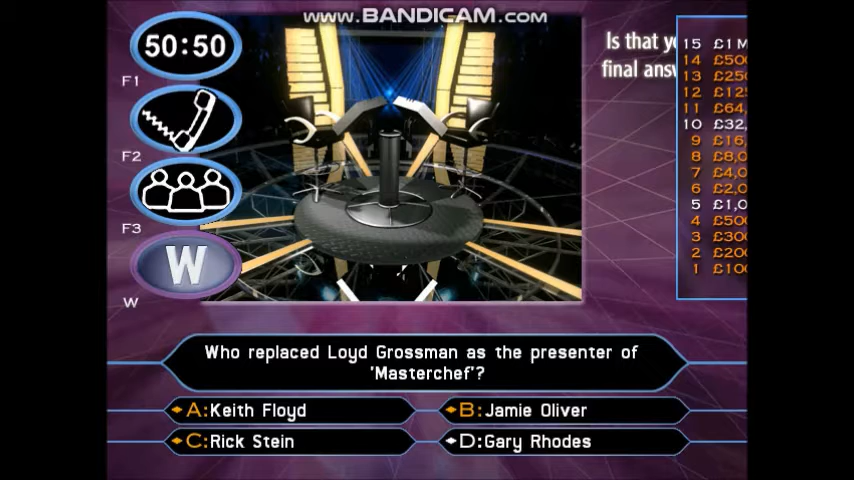 www.BANDICAM.com
50:50
F1
F2
F3
W
W
Is that
final
15 £1
14 £50
13 £25
12 £12
11 £64,
10 £32,
9 £16,
8 £8,0
7 £4,0
6 £2,0
5 £1,0
4 £50
3 £30
2 £20
1 £10
Who replaced Loyd Grossman as the presenter of
'Masterchef'?
A:Keith Floyd
B:Jamie Oliver
C:Rick Stein
D:Gary Rhodes